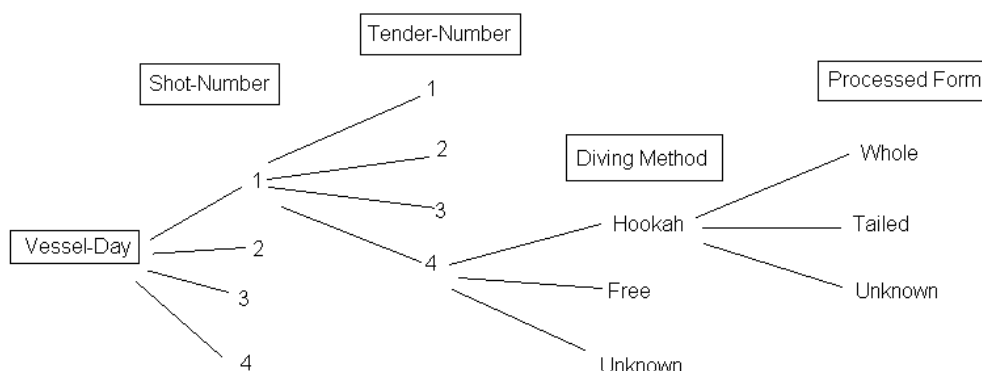 Tender-Number
Shot-Number
Processed Form
1
2
Diving Method
Whole
1
3
Hookah
Tailed
Vessel-Day
2
4
3
Free
Unknown
4
Unknown